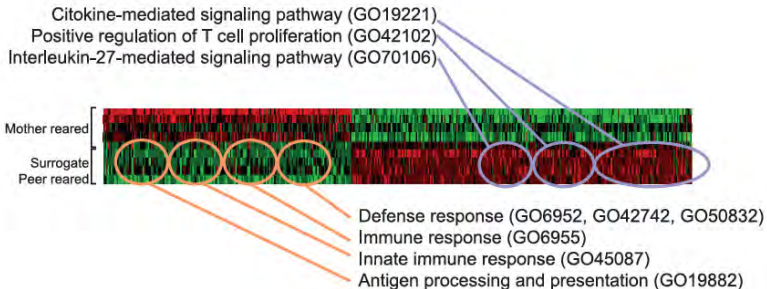 Citokine-mediated signaling pathway (GO19221)
Positive regulation of T cell proliferation (GO42102)
Interleukin-27-mediated signaling pathway (GO70106)
Mother reared
Surrogate
Peer reared
Defense response (GO6952, GO42742, GO50832)
Immune response (GO6955)
Innate immune response (GO45087)
Antigen processing and presentation (GO19882)